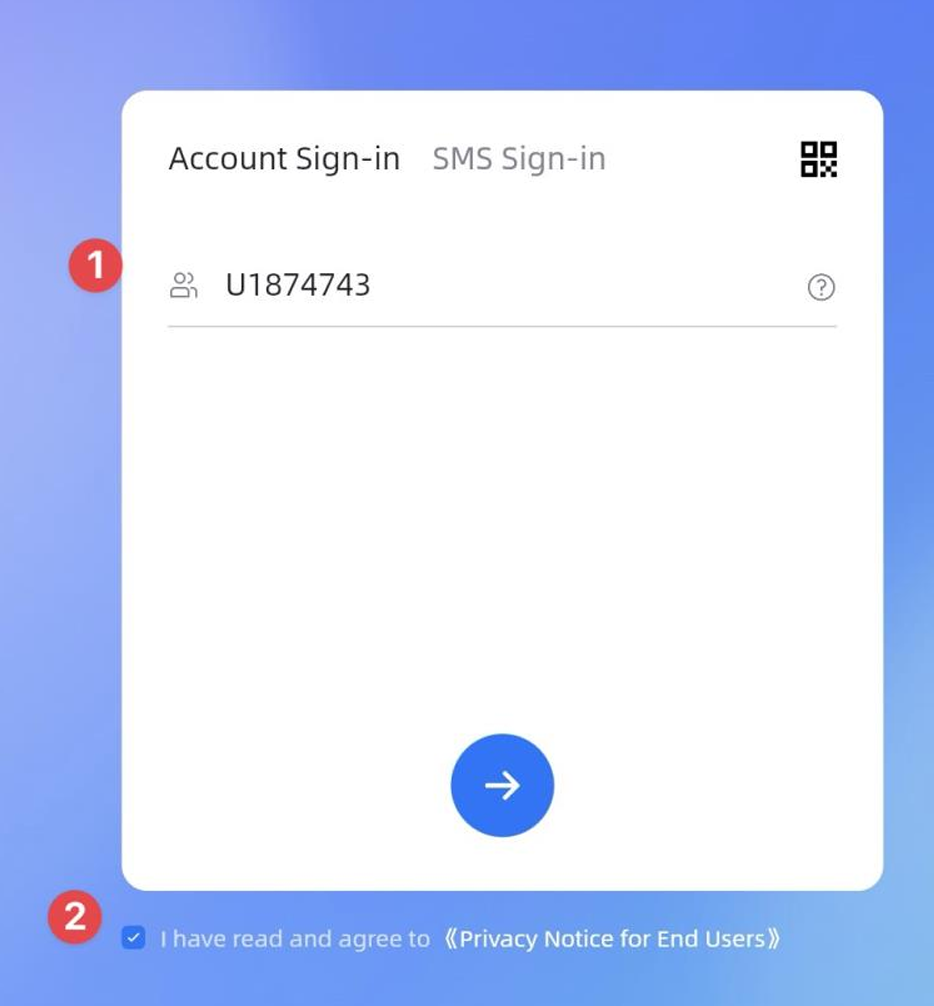 Account Sign-in SMS Sign-in
1
U1874743
2
I have read and agree to 《Privacy Notice for End Users》